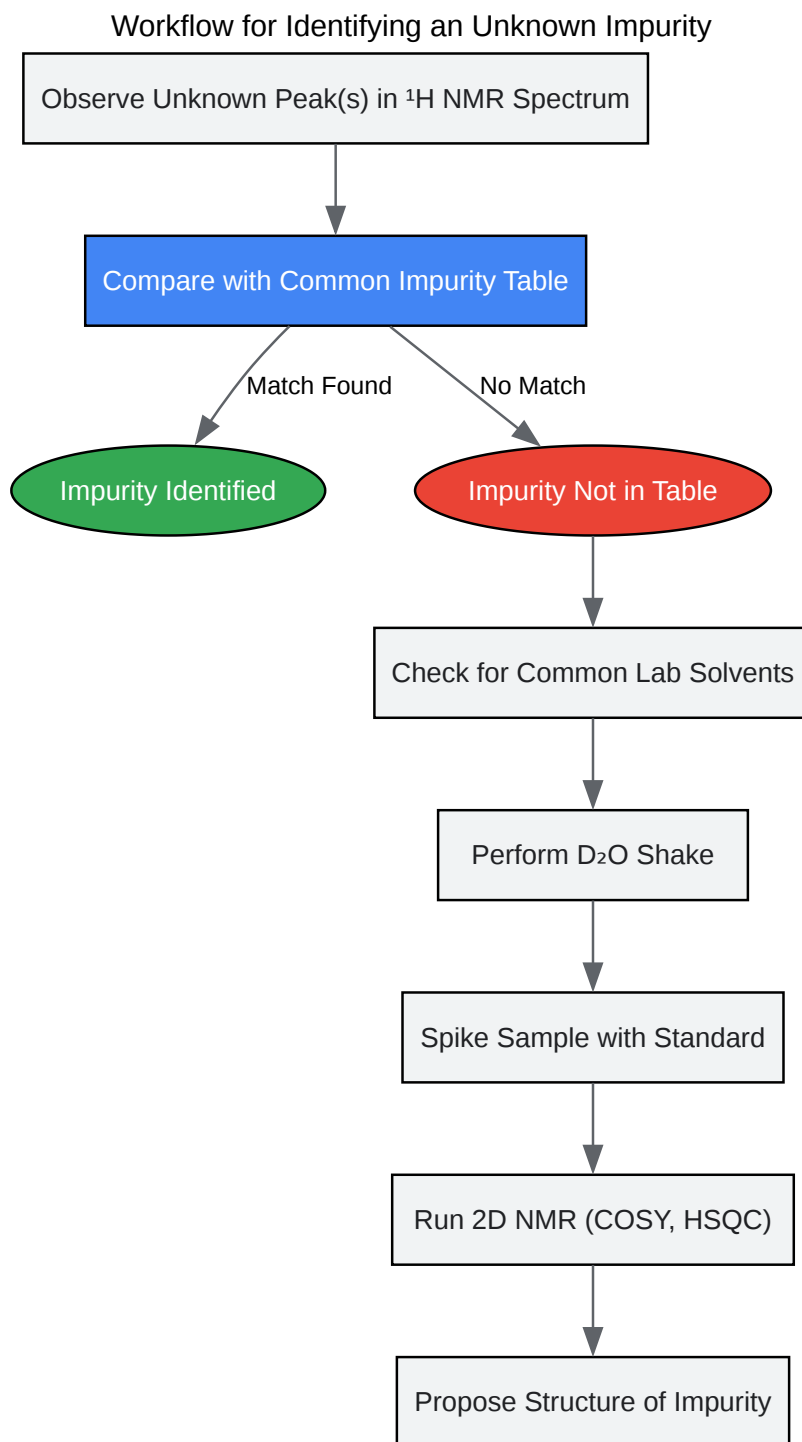 Workflow for Identifying an Unknown Impurity
Observe Unknown Peak(s) in ¹H NMR Spectrum
Compare with Common Impurity Table
Match Found
No Match
Impurity Identified
Impurity Not in Table
Check for Common Lab Solvents
Perform D₂O Shake
Spike Sample with Standard
Run 2D NMR (COSY, HSQC)
Propose Structure of Impurity